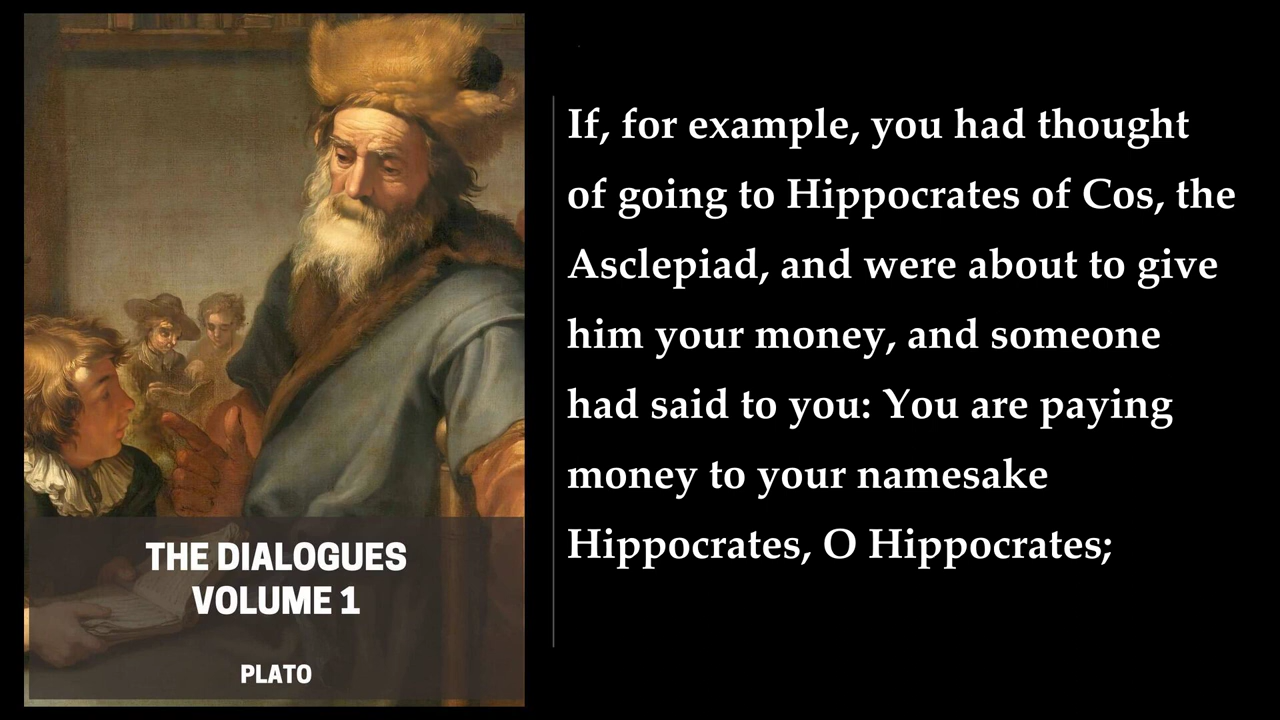 THE DIALOGUES
VOLUME 1
PLATO
If, for example, you had thought
of going to Hippocrates of Cos, the
Asclepiad, and were about to give
him your money, and someone
had said to you: You are paying
money to your namesake
Hippocrates, O Hippocrates;